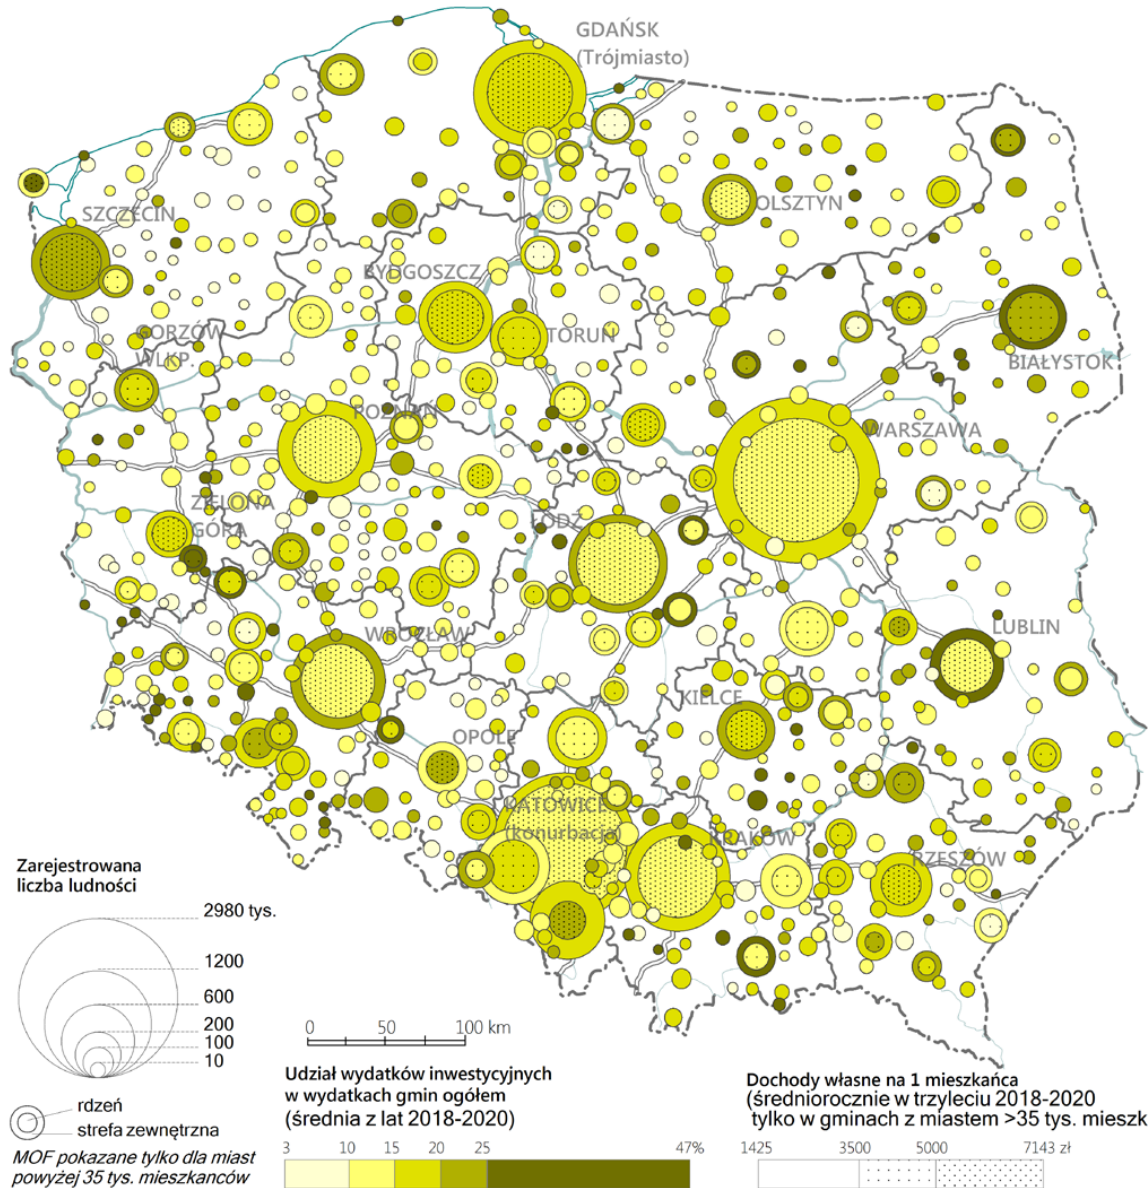 GDAŃSK
(Trójmiasto)
SZCZECIN
OLSZTYN
BYDGOSZCZ
GORZÓW
WLKP.
TORUŃ
BIAŁYSTOK
POZNAŃ
WARSZAWA
ZIELONA
GÓRA
ŁÓDŹ
WROCŁAW
LUBLIN
KIELCE
OPOLE
KATOWICE
(konurbacja)
KRAKÓW
RZESZÓW
Zarejestrowana
liczba ludności
2980 tys.
1200
600
200
100
10
rdzeń
strefa zewnętrzna
MOF pokazane tylko dla miast
powyżej 35 tys. mieszkanców
0 50 100 km
Udział wydatków inwestycyjnych
w wydatkach gmin ogółem
(średnia z lat 2018-2020)
3 10 15 20 25 47%
Dochody własne na 1 mieszkańca
(średniorocznie w trzyleciu 2018-2020
tylko w gminach z miastem >35 tys. mieszk
1425 3500 5000 7143 zł